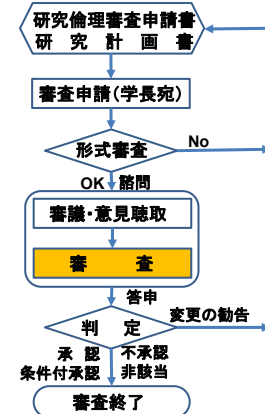 研究倫理審査申請書
研究計画書
審査申請(学長宛)
形式審査
No
OK 諮問
審議・意見聴取
審査
答申
変更の勧告
判定
承認 不承認
条件付承認 非該当
審査終了